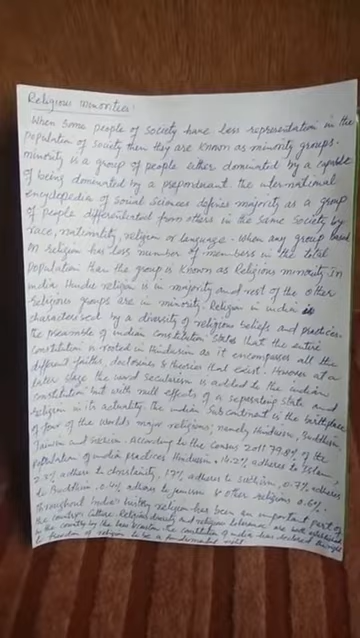 Religious minorities:
When some people of society have less representation in the
population of society then they are known as minority groups.
minority is a group of people either dominated by a capable
of being dominated by a preponderant. the international
encyclopedia of Social Sciences defines majority as a group
of people differentiated from others in the same society by
race, nationality, religion or language. When any group based
on religion has less number of members in the total
population than the group is known as Religious minority. in
india Hindu religion is in majority and rest of the other
religious groups are in minority. Religion in india is
characterised by a diversity of religious beliefs and practices.
the preamble of indian constitution states that the entire
constitution is rooted in Hinduism as it encompasses all the
different faiths, doctrines & theories that exist. However at a
later stage the word secularism is added to the indian
constitution but with null effects of a separating state and
religion in its actuality. the indian Subcontinent is the birthplace
of four of the world's major religions; namely Hinduism, Buddhism,
Jainism and Sikhism. According to the Census 2011 79.8% of the
population of india practices Hinduism, 14.2% adheres to Islam,
2.3% adhere to christianity, 1.7% adheres to Sikhism, 0.7% adheres
to Buddhism, 0.4% adhere to jainism & other religions 0.6%.
throughout India's history religion has been an important part of
the country's culture. Religious diversity and religious tolerance are both established
in the country by the law & custom. the constitution of india has declared the right
to freedom of religion to be a fundamental right.